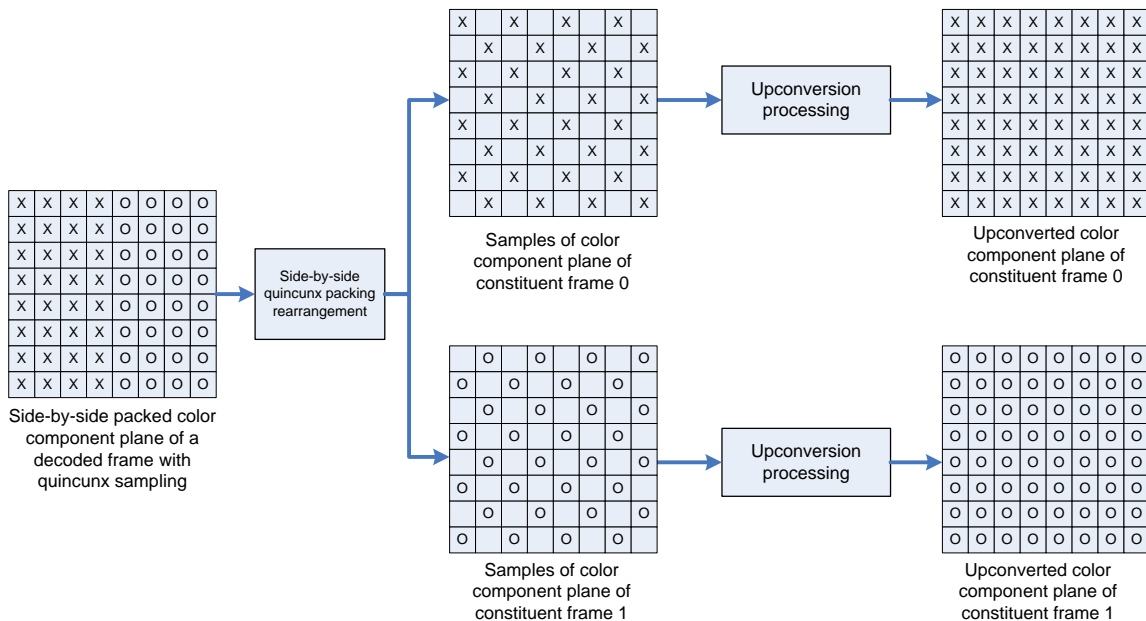 X X X X
X X X X
X X X X
X X X X
X X X X
X X X X
X X X X
X X X X
Samples of color
component plane of
constituent frame 0
Upconversion
processing
X X X X X X X X
X X X X X X X X
X X X X X X X X
X X X X X X X X
X X X X X X X X
X X X X X X X X
X X X X X X X X
X X X X X X X X
Upconverted color
component plane of
constituent frame 0
X X X X O O O O
X X X X O O O O
X X X X O O O O
X X X X O O O O
X X X X O O O O
X X X X O O O O
X X X X O O O O
X X X X O O O O
Side-by-side packed color
component plane of a
decoded frame with
quincunx sampling
Side-by-side
quincunx packing
rearrangement
O O O O
O O O O
O O O O
O O O O
O O O O
O O O O
O O O O
O O O O
Samples of color
component plane of
constituent frame 1
Upconversion
processing
O O O O O O O O
O O O O O O O O
O O O O O O O O
O O O O O O O O
O O O O O O O O
O O O O O O O O
O O O O O O O O
O O O O O O O O
Upconverted color
component plane of
constituent frame 1